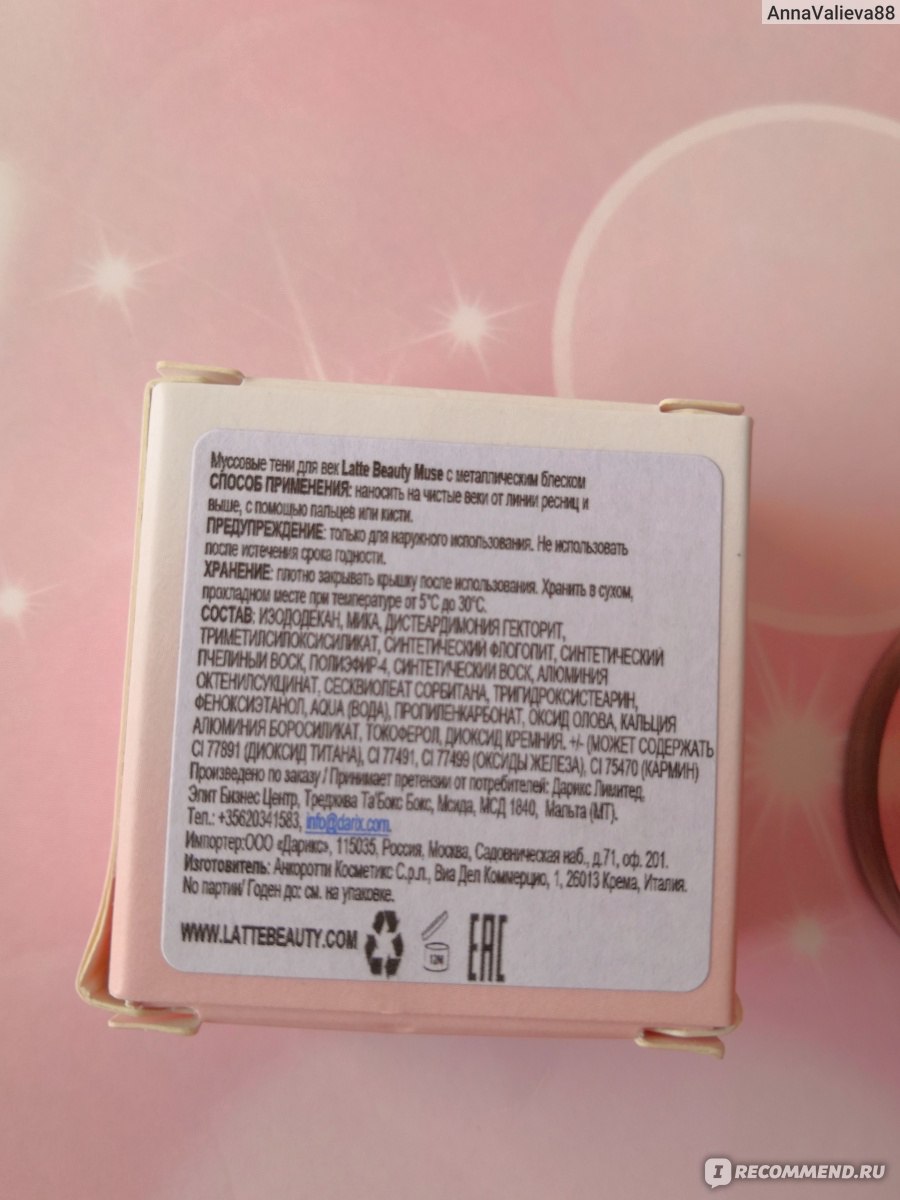 AnnaValieva88
Муссовые тени для век Latte Beauty Muse с металлическим блеском
СПОСОБ ПРИМЕНЕНИЯ: наносить на чистые веки от линии ресниц и
выше, с помощью пальцев или кисти.
ПРЕДУПРЕЖДЕНИЕ: только для наружного использования. Не использовать
после истечения срока годности.
ХРАНЕНИЕ: плотно закрывать крышку после использования. Хранить в сухом,
прохладном месте при температуре от 5°C до 30°C.
СОСТАВ: ИЗОДОДЕКАН, МИКА, ДИСТЕАРДИМОНИЯ ГЕКТОРИТ,
ТРИМЕТИЛСИЛОКСИСИЛИКАТ, СИНТЕТИЧЕСКИЙ ФЛОГОПИТ, СИНТЕТИЧЕСКИЙ
ПЧЕЛИНЫЙ ВОСК, ПОЛИЭФИР-4, СИНТЕТИЧЕСКИЙ ВОСК, АЛЮМИНИЯ
ОКТЕНИЛСУКЦИНАТ, СЕСКВИОЛЕАТ СОРБИТАНА, ТРИГИДРОКСИСТЕАРИН,
ФЕНОКСИЭТАНОЛ, AQUA (ВОДА), ПРОПИЛЕНКАРБОНАТ, ОКСИД ОЛОВА, КАЛЬЦИЯ
АЛЮМИНИЯ БОРОСИЛИКАТ, ТОКОФЕРОЛ, ДИОКСИД КРЕМНИЯ. +/- (МОЖЕТ СОДЕРЖАТЬ
CI 77891 (ДИОКСИД ТИТАНА), CI 77491, CI 77499 (ОКСИДЫ ЖЕЛЕЗА), CI 75470 (КАРМИН)
Произведено по заказу / Принимает претензии от потребителей: Дарикс Лимитед,
Элит Бизнес Центр, Треджюва Та'Бокс Бокс, Мсида, МСД 1840, Мальта (МТ).
Тел.: +35620341583, info@darix.com.
Импортер:ООО «Дарикс», 115035, Россия, Москва, Садовническая наб., д.71, оф. 201.
Изготовитель: Анкоротти Косметикс С.р.л., Виа Дел Коммерцио, 1, 26013 Крема, Италия.
No партии/ Годен до: см. на упаковке.
WWW.LATTEBEAUTY.COM 12M EAC
IRECOMMEND.RU